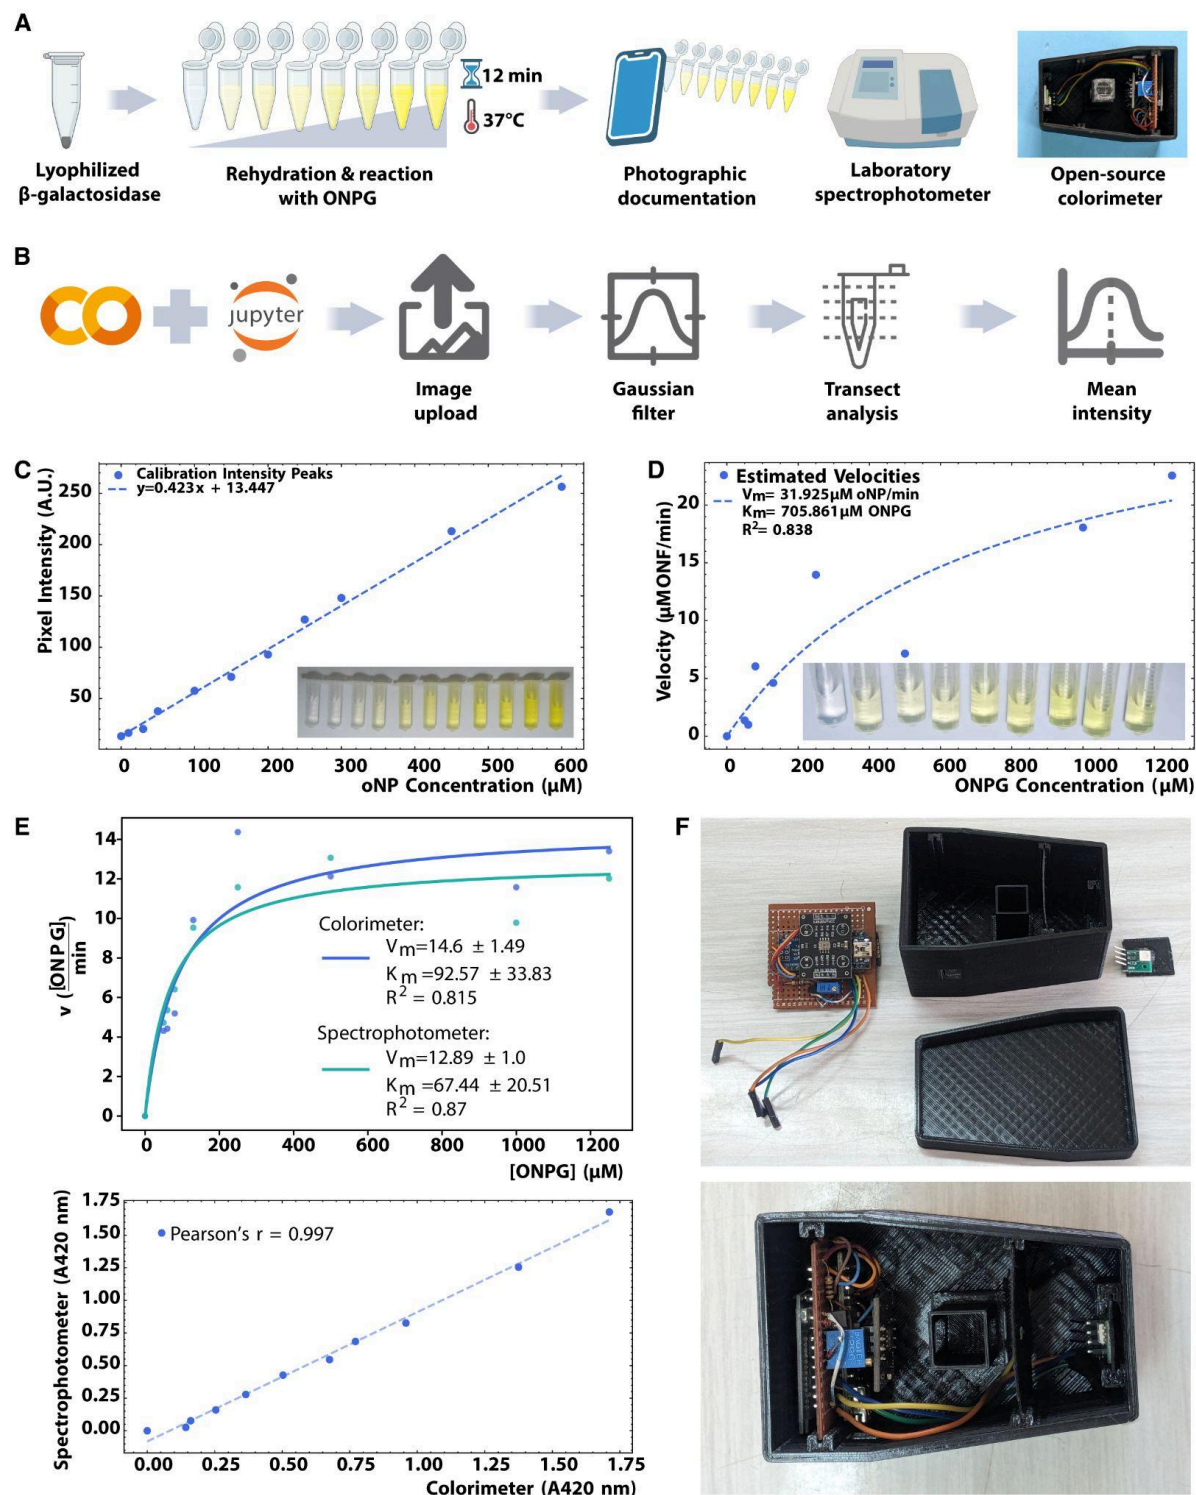 A
12 min
37°C
Lyophilized
β-galactosidase
Rehydration & reaction
with ONPG
Photographic
documentation
Laboratory
spectrophotometer
Open-source
colorimeter
B
jupyter
Image
upload
Gaussian
filter
Transect
analysis
Mean
intensity
C
Calibration Intensity Peaks
y=0.423x + 13.447
Pixel Intensity (A.U.)
250
200
150
100
50
0 100 200 300 400 500 600
oNP Concentration (µM)
D
Estimated Velocities
Vm= 31.925µM oNP/min
Km= 705.861µM ONPG
R²= 0.838
Velocity (µMONF/min)
20
15
10
5
0
0 200 400 600 800 1000 1200
ONPG Concentration (µM)
E
v ([ONPG]/min)
14
12
10
8
6
4
2
0
Colorimeter:
Vm=14.6 ± 1.49
Km=92.57 ± 33.83
R² = 0.815
Spectrophotometer:
Vm=12.89 ± 1.0
Km=67.44 ± 20.51
R² = 0.87
0 200 400 600 800 1000 1200
[ONPG] (µM)
Spectrophotometer (A420 nm)
1.75
1.50
1.25
1.00
0.75
0.50
0.25
0.00
Pearson's r = 0.997
0.00 0.25 0.50 0.75 1.00 1.25 1.50 1.75
Colorimeter (A420 nm)
F